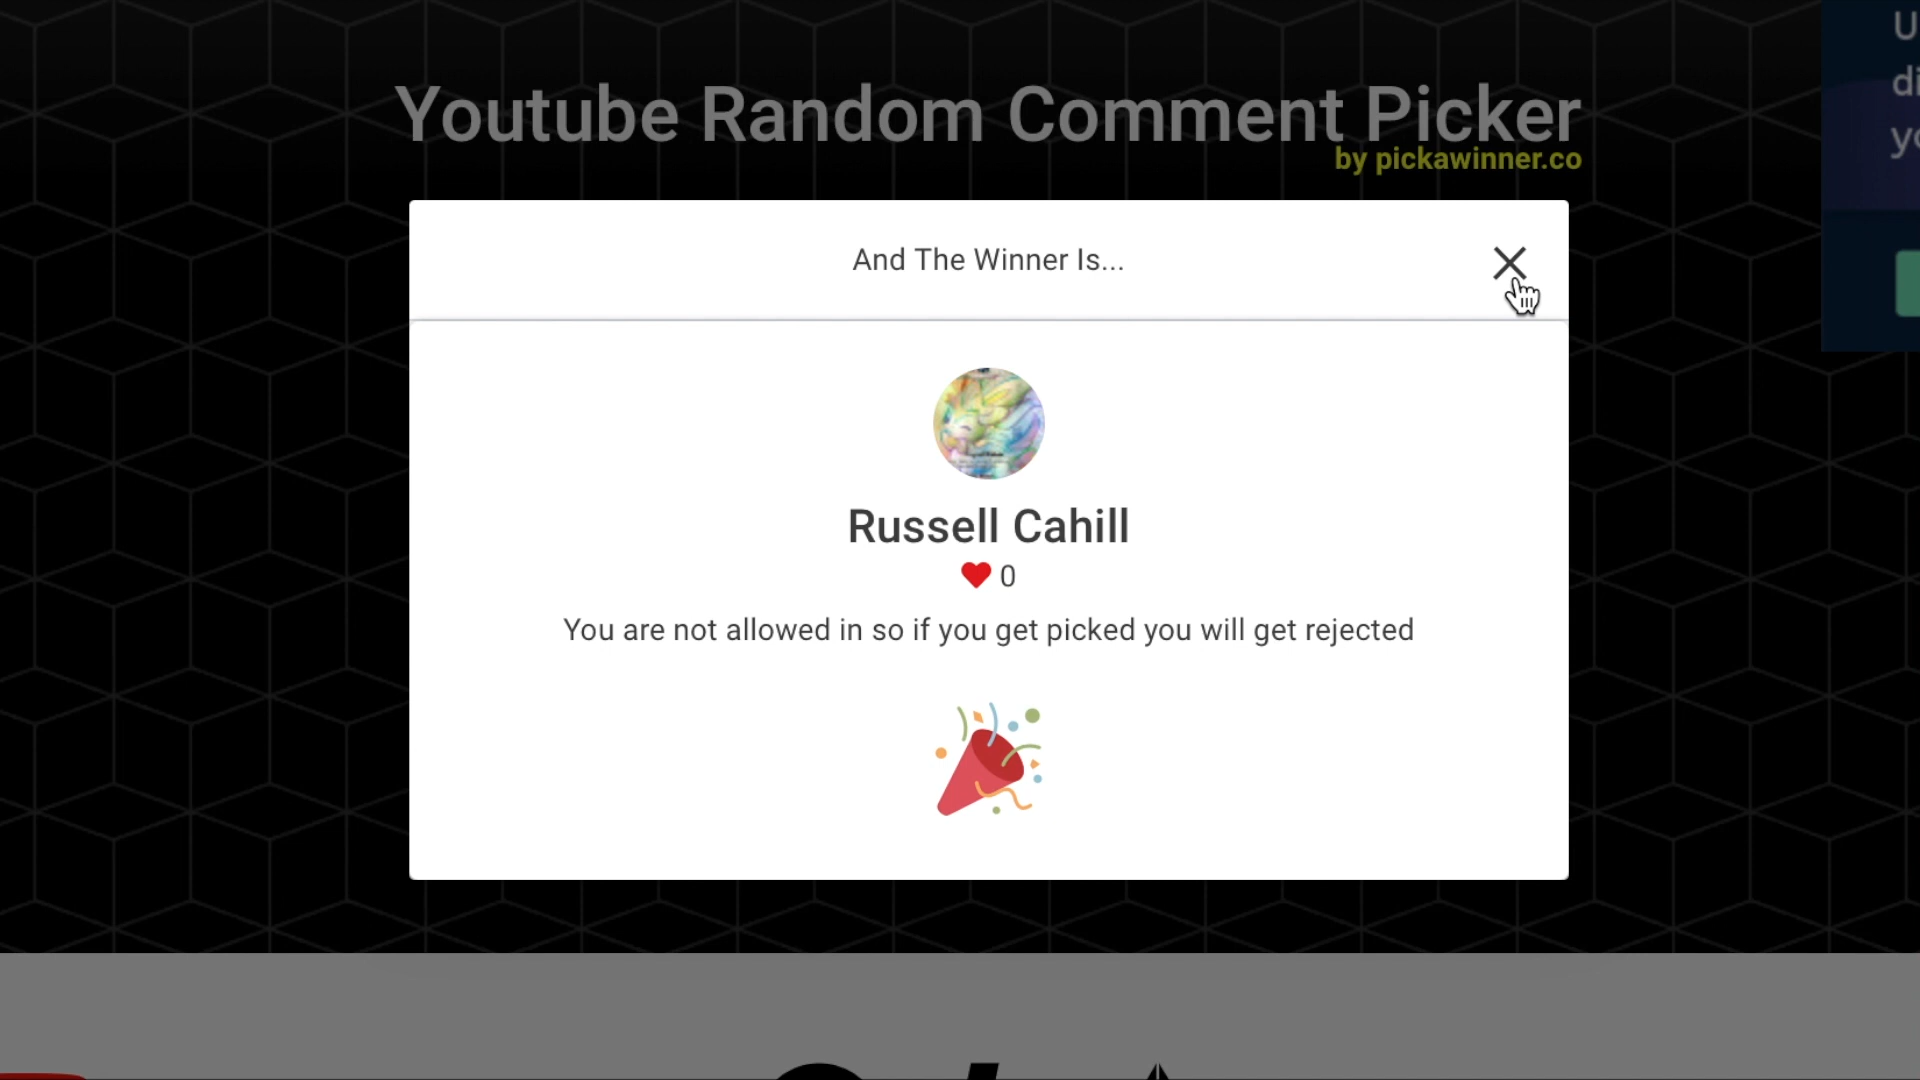 Youtube Random Comment Picker
by pickawinner.co
And The Winner Is...
Russell Cahill
0
You are not allowed in so if you get picked you will get rejected